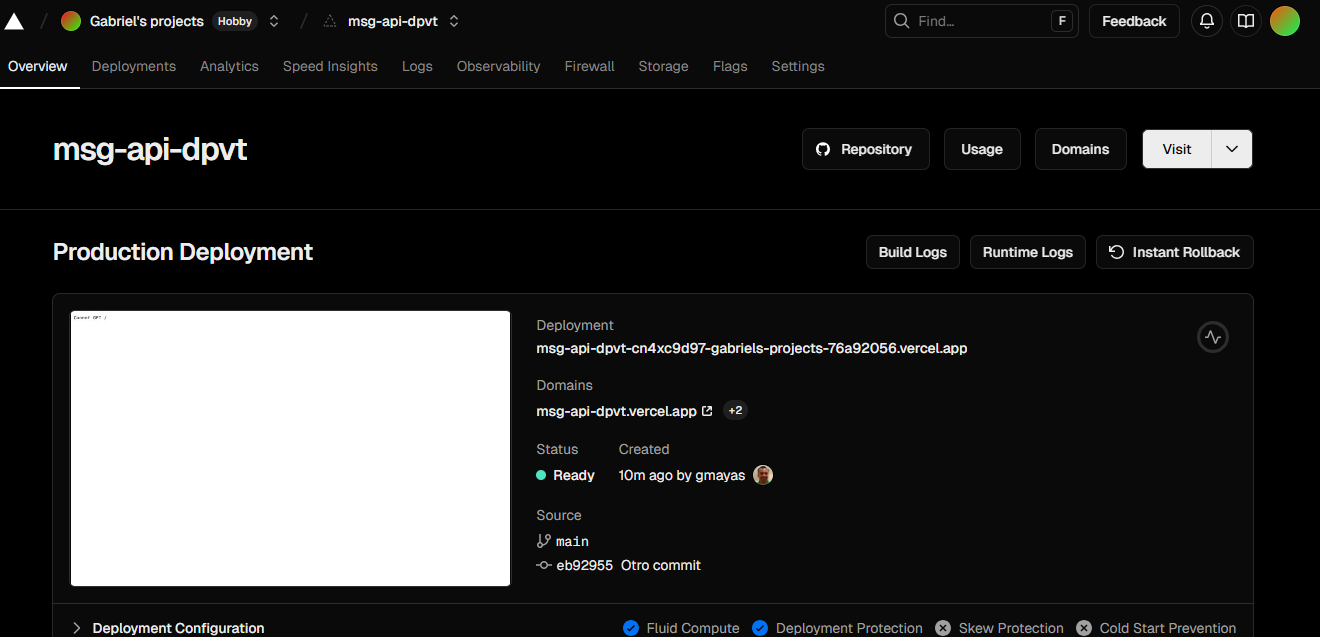 Gabriel's projects Hobby msg-api-dpvt Find... F Feedback
Overview Deployments Analytics Speed Insights Logs Observability Firewall Storage Flags Settings
msg-api-dpvt Repository Usage Domains Visit
Production Deployment Build Logs Runtime Logs Instant Rollback
Cannot GET /
Deployment
msg-api-dpvt-cn4xc9d97-gabriels-projects-76a92056.vercel.app
Domains
msg-api-dpvt.vercel.app +2
Status Created
Ready 10m ago by gmayas
Source
main
eb92955 Otro commit
Deployment Configuration Fluid Compute Deployment Protection Skew Protection Cold Start Prevention